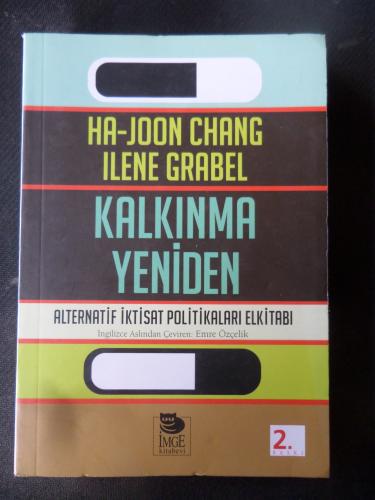 HA-JOON CHANG
ILENE GRABEL
KALKINMA
YENİDEN
ALTERNATİF İKTİSAT POLİTİKALARI ELKİTABI
İngilizce Aslından Çeviren: Emre Özçelik
İMGE
kitabevi
2.
BASKI